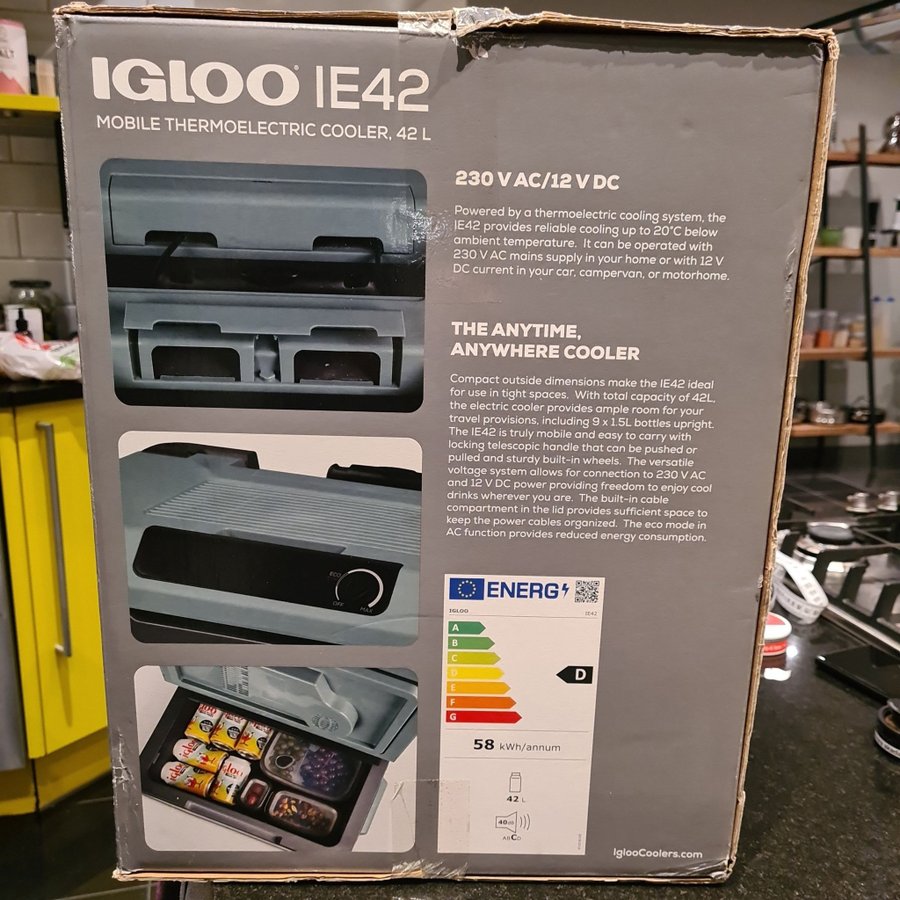 IGLOO® IE42
MOBILE THERMOELECTRIC COOLER, 42 L
230 V AC/12 V DC
Powered by a thermoelectric cooling system, the
IE42 provides reliable cooling up to 20°C below
ambient temperature. It can be operated with
230 V AC mains supply in your home or with 12 V
DC current in your car, campervan, or motorhome.
THE ANYTIME,
ANYWHERE COOLER
Compact outside dimensions make the IE42 ideal
for use in tight spaces. With total capacity of 42L,
the electric cooler provides ample room for your
travel provisions, including 9 x 1.5L bottles upright.
The IE42 is truly mobile and easy to carry with
locking telescopic handle that can be pushed or
pulled and sturdy built-in wheels. The versatile
voltage system allows for connection to 230 V AC
and 12 V DC power providing freedom to enjoy cool
drinks wherever you are. The built-in cable
compartment in the lid provides sufficient space to
keep the power cables organized. The eco mode in
AC function provides reduced energy consumption.
ECO
OFF MAX
igloo
igloo
igloo
ENERG
IGLOO IE42
A
B
C
D
E
F
G
D
58 kWh/annum
42 L
40dB
ABCD
IglooCoolers.com